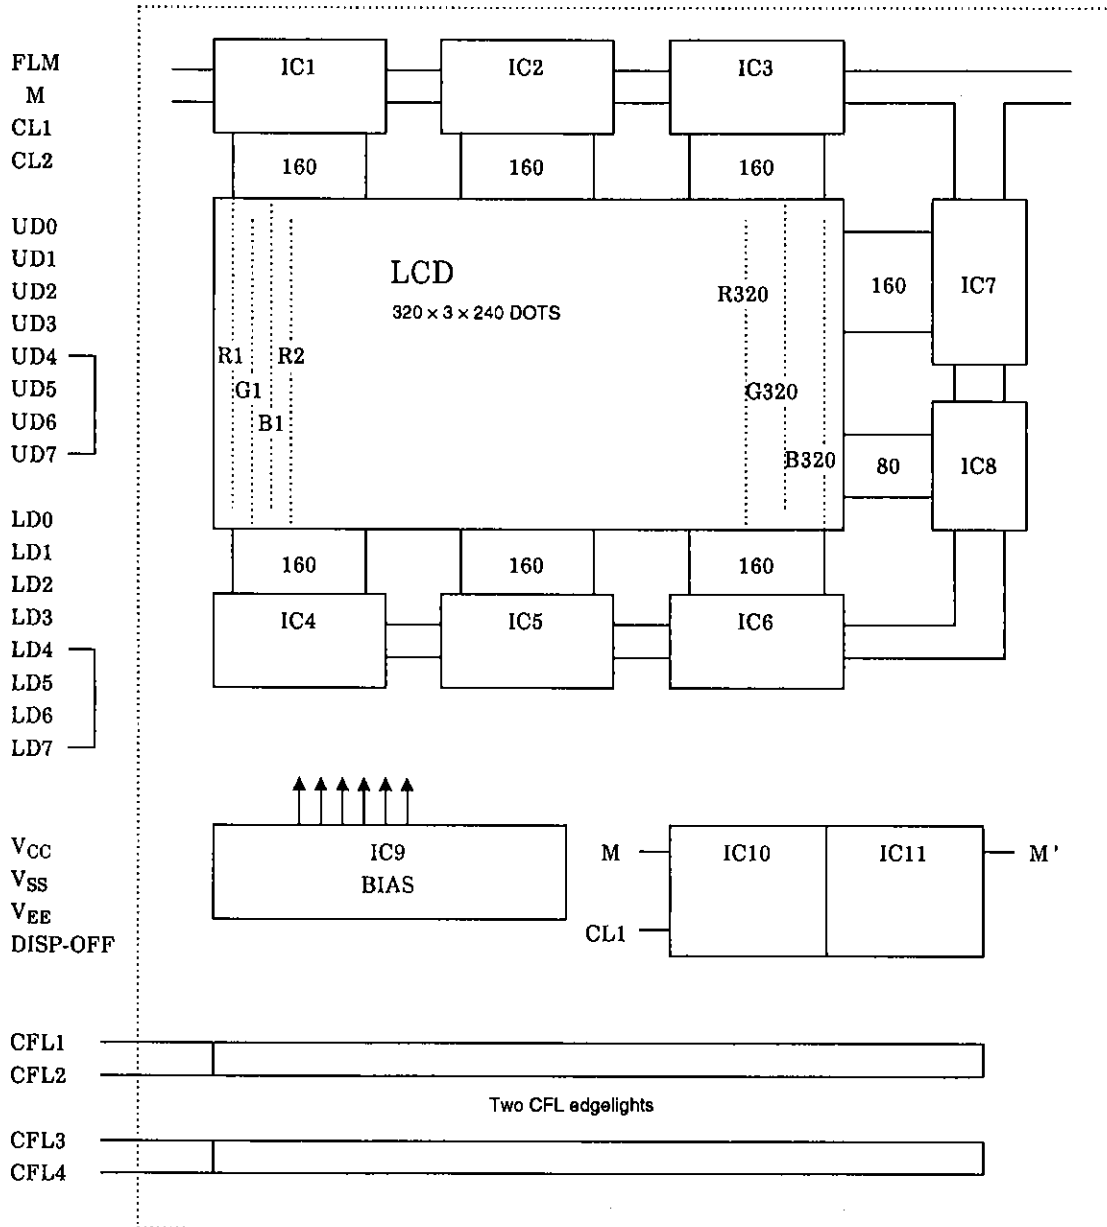 FLM
M
CL1
CL2
UD0
UD1
UD2
UD3
UD4
UD5
UD6
UD7
LD0
LD1
LD2
LD3
LD4
LD5
LD6
LD7
VCC
VSS
VEE
DISP-OFF
CFL1
CFL2
CFL3
CFL4
IC1 IC2 IC3
160 160 160
LCD
320 × 3 × 240 DOTS
R1 R2
G1
B1
R320
G320
B320
160 IC7
80 IC8
160 160 160
IC4 IC5 IC6
IC9
BIAS
M IC10 IC11 M'
CL1
Two CFL edgelights